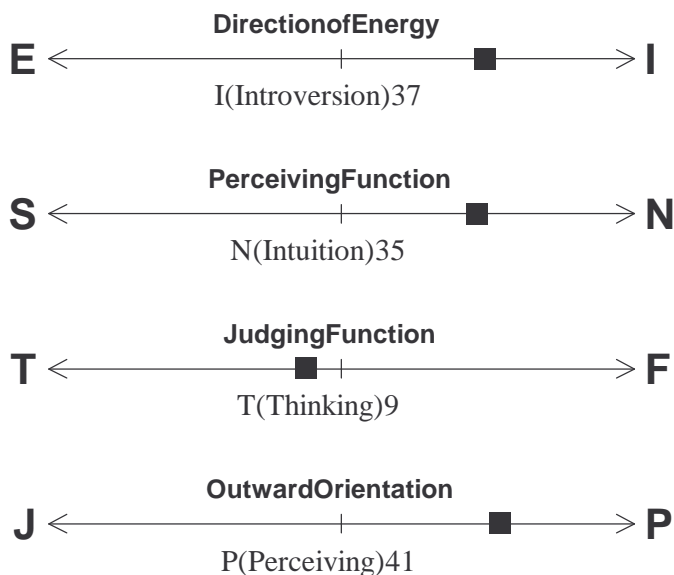 DirectionofEnergy
E I
I(Introversion)37
PerceivingFunction
S N
N(Intuition)35
JudgingFunction
T F
T(Thinking)9
OutwardOrientation
J P
P(Perceiving)41